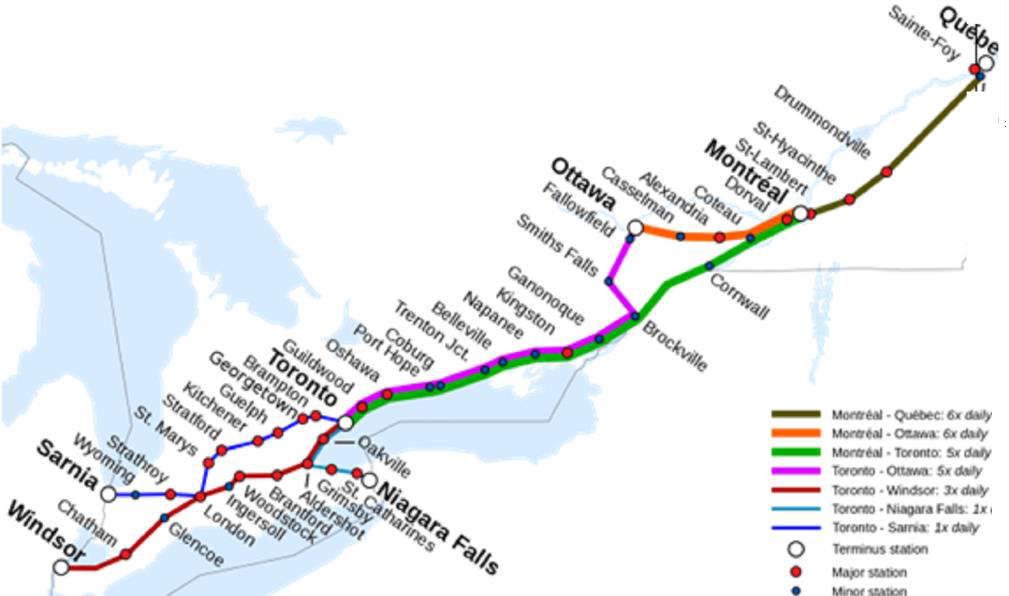 Québe
Sainte-Foy
Drummondville
St-Hyacinthe
St-Lambert
Montréal
Dorval
Coteau
Alexandria
Casselman
Ottawa
Fallowfield
Smiths Falls
Cornwall
Brockville
Ganonoque
Kingston
Napanee
Belleville
Trenton Jct.
Coburg
Port Hope
Oshawa
Guildwood
Toronto
Brampton
Georgetown
Guelph
Kitchener
Stratford
St. Marys
Strathroy
Wyoming
Sarnia
Oakville
Niagara Falls
St. Catharines
Grimsby
Aldershot
Brantford
Woodstock
Ingersoll
London
Glencoe
Chatham
Windsor
Montréal - Québec: 6x daily
Montréal - Ottawa: 6x daily
Montréal - Toronto: 5x daily
Toronto - Ottawa: 5x daily
Toronto - Windsor: 3x daily
Toronto - Niagara Falls: 1x
Toronto - Sarnia: 1x daily
Terminus station
Major station
Minor station